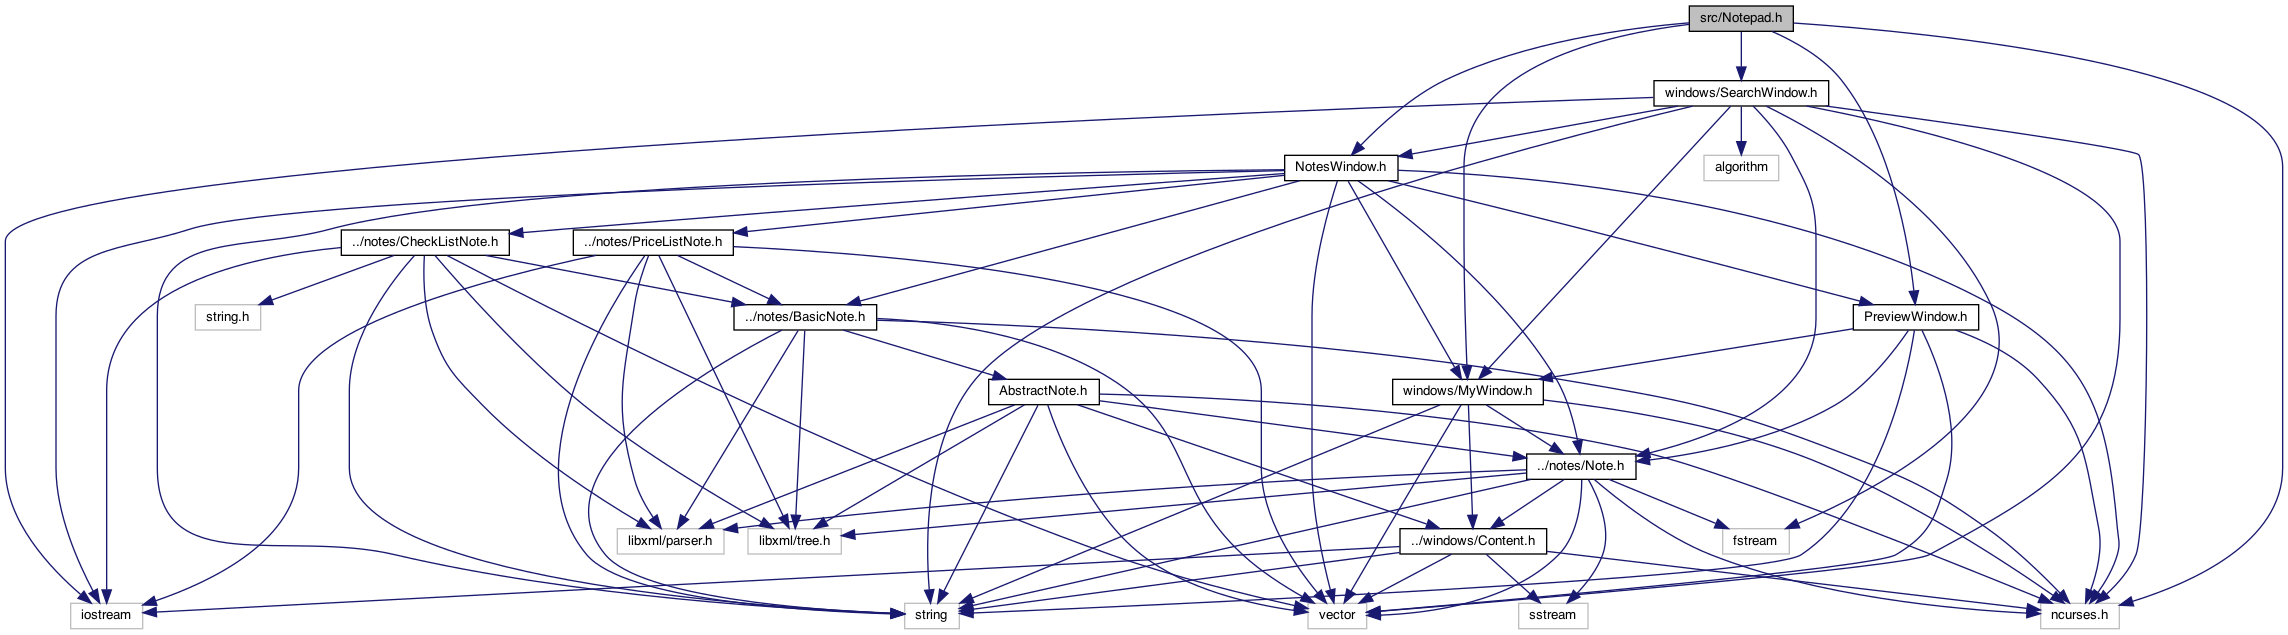 src/Notepad.h
windows/SearchWindow.h
NotesWindow.h
algorithm
../notes/CheckListNote.h
../notes/PriceListNote.h
string.h
../notes/BasicNote.h
PreviewWindow.h
AbstractNote.h
windows/MyWindow.h
../notes/Note.h
libxml/parser.h
libxml/tree.h
../windows/Content.h
fstream
iostream
string
vector
sstream
ncurses.h